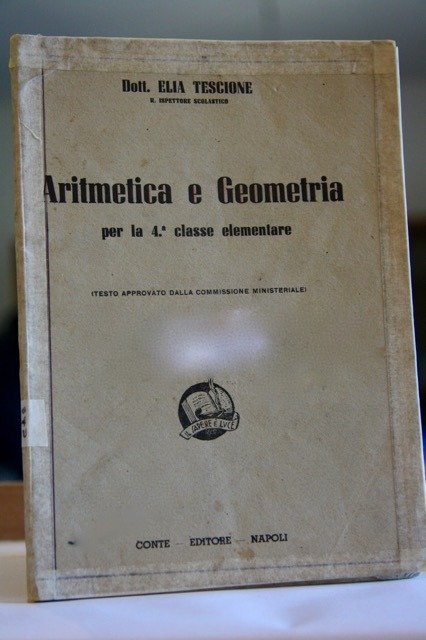 Dott. ELIA TESCIONE
R. ISPETTORE SCOLASTICO
Aritmetica e Geometria
per la 4.ª classe elementare
(TESTO APPROVATO DALLA COMMISSIONE MINISTERIALE)
IL SAPERE È LUCE
CONTE - EDITORE - NAPOLI